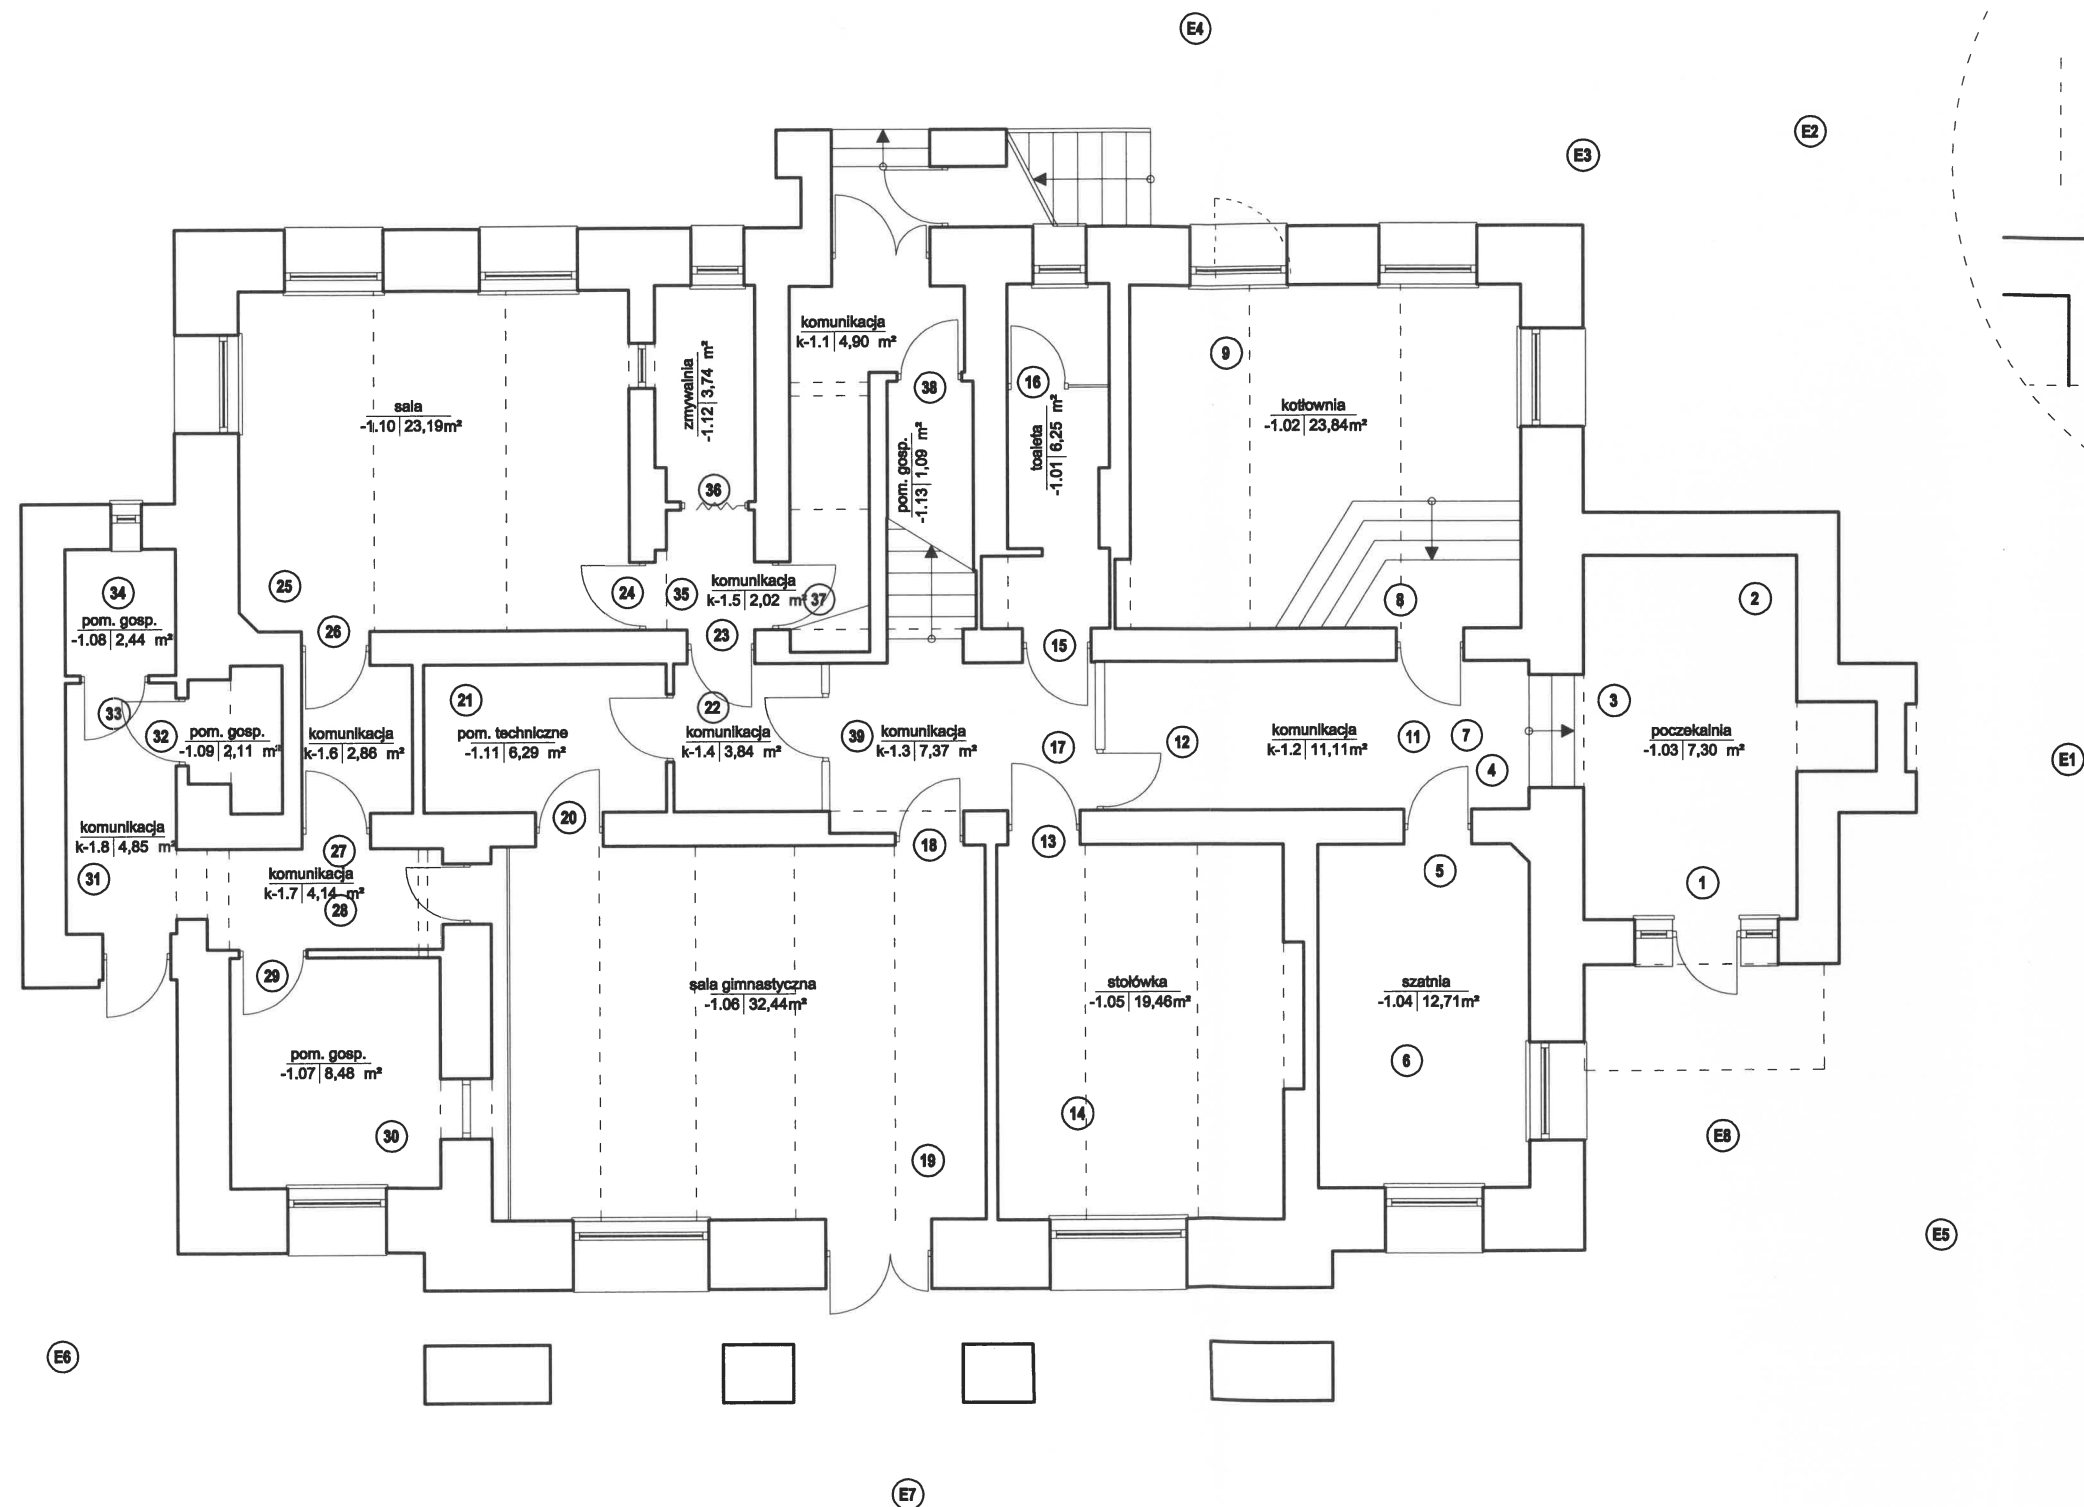 E4
E2
E3
komunikacja
k-1.1 4,90 m²
9
38
16
sala
-1.10 23,19m²
zmywalnia
-1.12 3,74 m²
kotłownia
-1.02 23,84m²
pom. gosp.
-1.13 1,09 m²
toaleta
-1.01 6,25 m²
36
25
34
24
35
komunikacja
k-1.5 2,02 m²
37
8
2
pom. gosp.
-1.08 2,44 m²
26
23
15
21
22
3
33
32
pom. gosp.
-1.09 2,11 m²
komunikacja
k-1.6 2,86 m²
pom. techniczne
-1.11 6,29 m²
komunikacja
k-1.4 3,84 m²
39
komunikacja
k-1.3 7,37 m²
17
12
komunikacja
k-1.2 11,11m²
11
7
4
poczekalnia
-1.03 7,30 m²
E1
20
komunikacja
k-1.8 4,85 m²
27
18
13
31
komunikacja
k-1.7 4,14 m²
28
5
1
29
sala gimnastyczna
-1.06 32,44m²
stołówka
-1.05 19,46m²
szatnia
-1.04 12,71m²
pom. gosp.
-1.07 8,48 m²
6
14
30
19
E8
E5
E6
E7